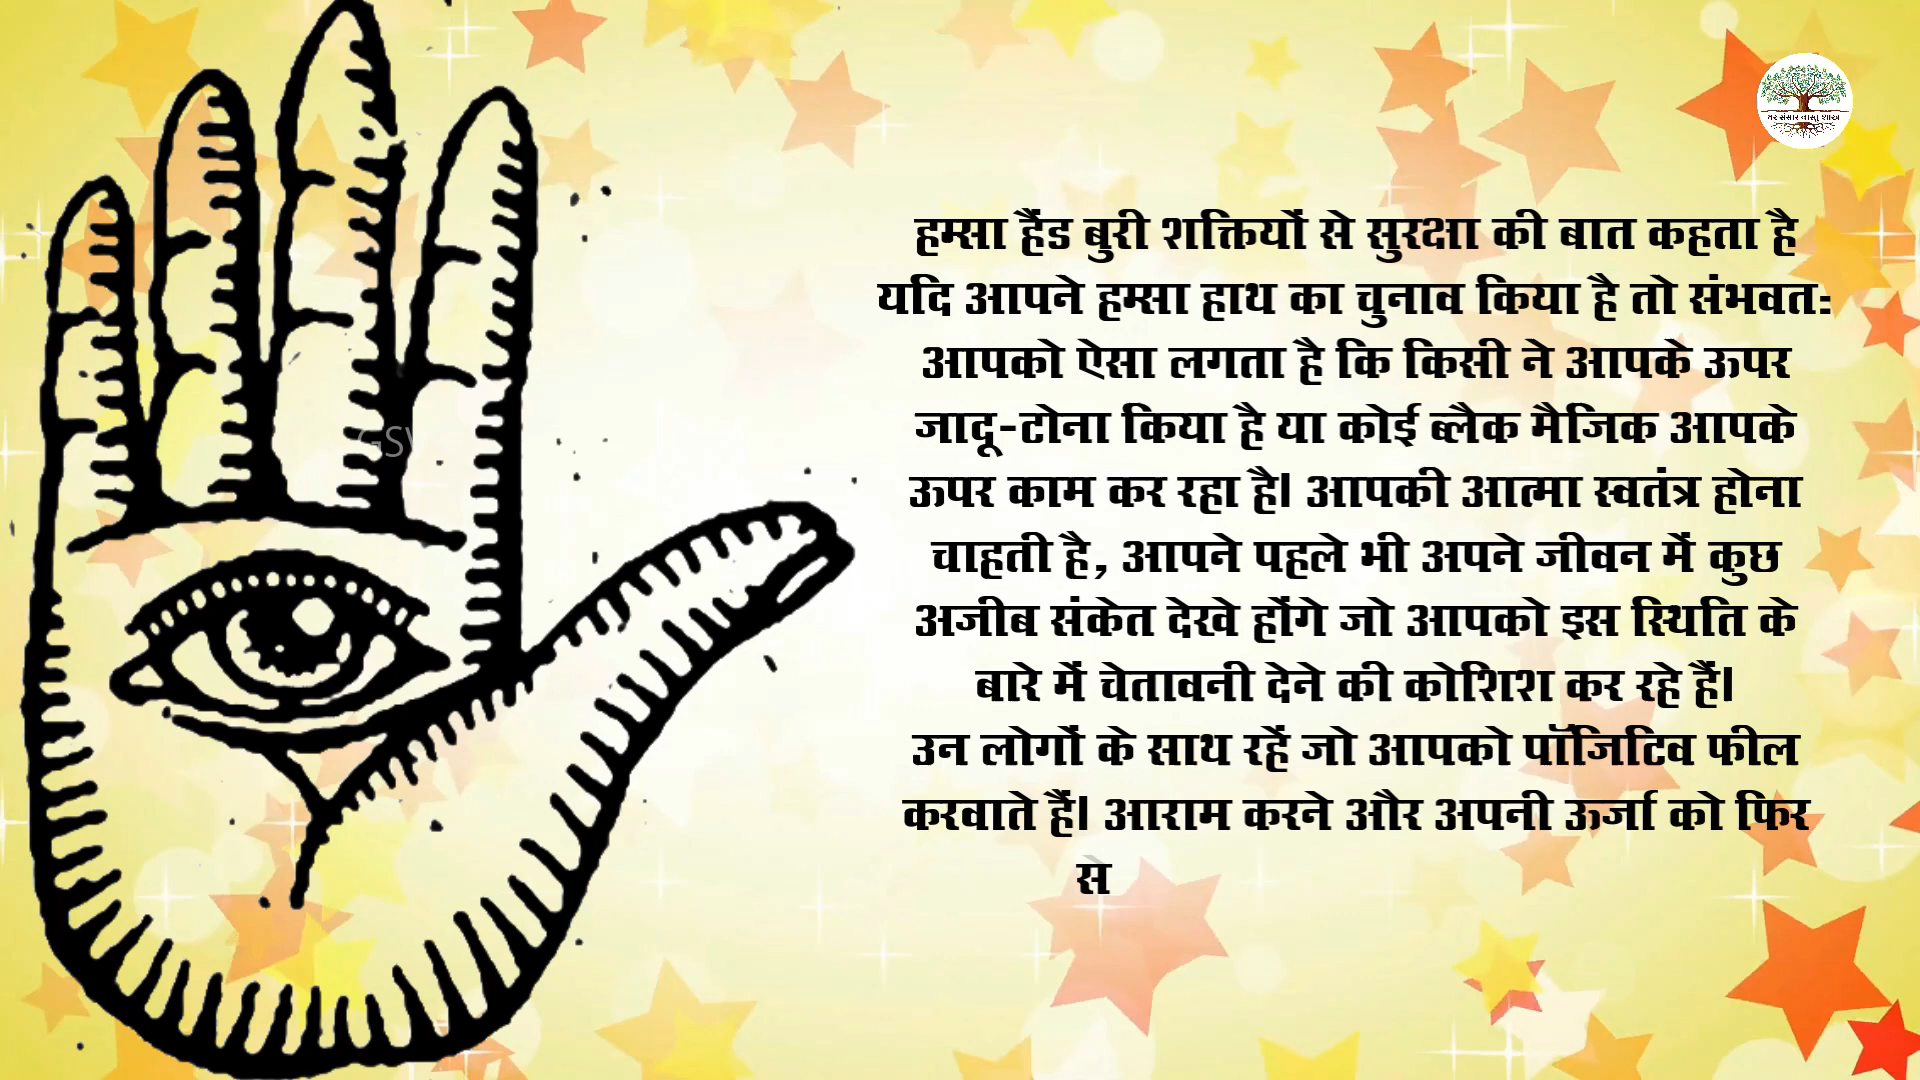 घर संसार वास्तु शास्त्र
हम्सा हैंड बुरी शक्तियों से सुरक्षा की बात कहता है
यदि आपने हम्सा हाथ का चुनाव किया है तो संभवतः
आपको ऐसा लगता है कि किसी ने आपके ऊपर
जादू-टोना किया है या कोई ब्लैक मैजिक आपके
ऊपर काम कर रहा है। आपकी आत्मा स्वतंत्र होना
चाहती है, आपने पहले भी अपने जीवन में कुछ
अजीब संकेत देखे होंगे जो आपको इस स्थिति के
बारे में चेतावनी देने की कोशिश कर रहे हैं।
उन लोगों के साथ रहें जो आपको पॉजिटिव फील
करवाते हैं। आराम करने और अपनी ऊर्जा को फिर
से